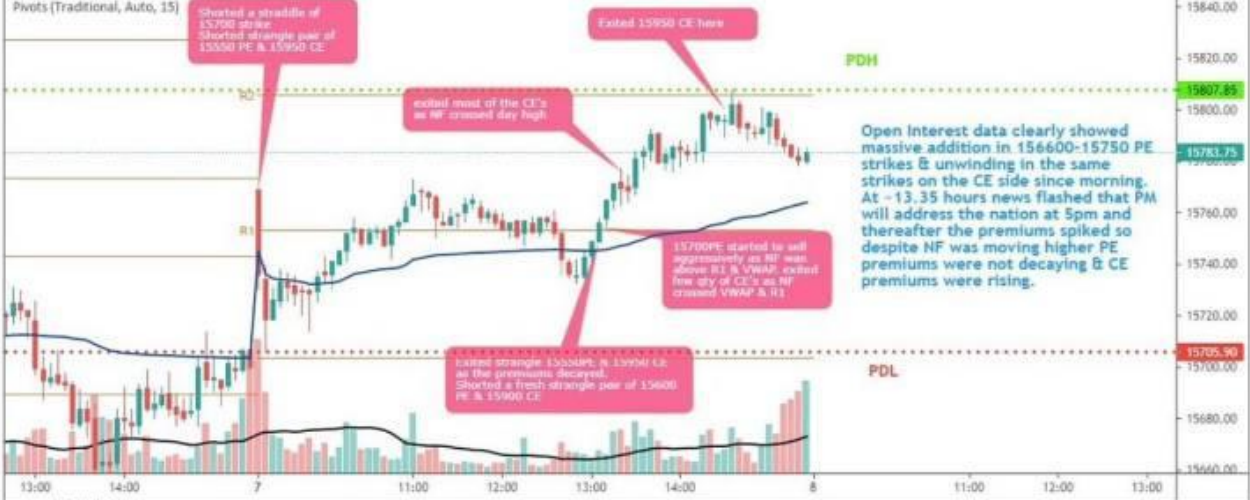 Pivots (Traditional, Auto, 15)
Shorted a straddle of
15700 strike
Shorted strangle pair of
15550 PE & 15950 CE
Exited 15950 CE here
PDH
exited most of the CE's
as NF crossed day high
R2
Open Interest data clearly showed
massive addition in 156600-15750 PE
strikes & unwinding in the same
strikes on the CE side since morning.
At ~13.35 hours news flashed that PM
will address the nation at 5pm and
thereafter the premiums spiked so
despite NF was moving higher PE
premiums were not decaying & CE
premiums were rising.
R1
15700PE started to sell
aggressively as NF was
above R1 & VWAP, exited
few qty of CE's as NF
crossed VWAP & R1
Exited strangle 15550PE & 15950 CE
as the premiums decayed.
Shorted a fresh strangle pair of 15600
PE & 15900 CE
PDL
15840.00
15820.00
15807.85
15800.00
15783.75
15760.00
15740.00
15720.00
15705.90
15700.00
15680.00
15660.00
13:00 14:00 7 11:00 12:00 13:00 14:00 8 11:00 12:00 13:00